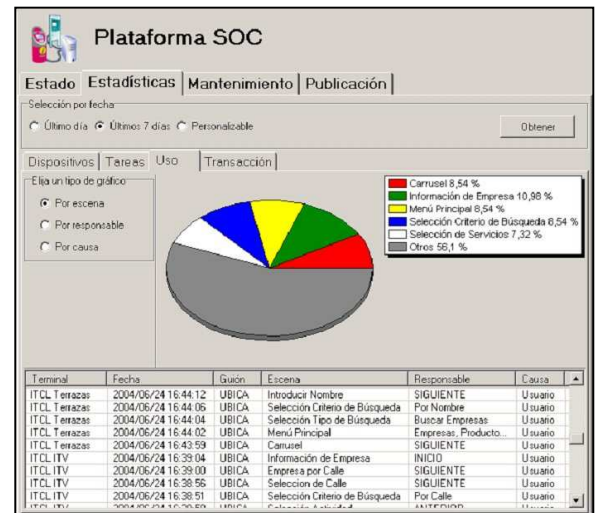 Plataforma SOC
Estado Estadísticas Mantenimiento Publicación
Selección por fecha
Último día Últimos 7 días Personalizable Obtener
Dispositivos Tareas Uso Transacción
Elija un tipo de gráfico
Por escena
Por responsable
Por causa
Carrusel 8,54 %
Información de Empresa 10,98 %
Menú Principal 8,54 %
Selección Criterio de Búsqueda 8,54 %
Selección de Servicios 7,32 %
Otros 56,1 %
Terminal Fecha Guión Escena Responsable Causa
ITCL Terrazas 2004/06/24 16:44:12 UBICA Introducir Nombre SIGUIENTE Usuario
ITCL Terrazas 2004/06/24 16:44:06 UBICA Selección Criterio de Búsqueda Por Nombre Usuario
ITCL Terrazas 2004/06/24 16:44:04 UBICA Selección Tipo de Búsqueda Buscar Empresas Usuario
ITCL Terrazas 2004/06/24 16:44:02 UBICA Menú Principal Empresas, Producto... Usuario
ITCL Terrazas 2004/06/24 16:43:59 UBICA Carrusel SIGUIENTE Usuario
ITCL ITV 2004/06/24 16:39:04 UBICA Información de Empresa INICIO Usuario
ITCL ITV 2004/06/24 16:39:00 UBICA Empresa por Calle SIGUIENTE Usuario
ITCL ITV 2004/06/24 16:38:56 UBICA Seleccion de Calle SIGUIENTE Usuario
ITCL ITV 2004/06/24 16:38:51 UBICA Selección Criterio de Búsqueda Por Calle Usuario